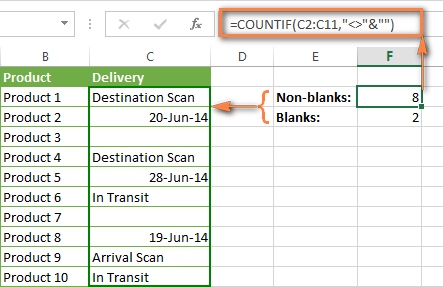 =COUNTIF(C2:C11,"<>"&"")
B C D E F
Product Delivery
Product 1 Destination Scan Non-blanks: 8
Product 2 20-Jun-14 Blanks: 2
Product 3
Product 4 Destination Scan
Product 5 28-Jun-14
Product 6 In Transit
Product 7
Product 8 19-Jun-14
Product 9 Arrival Scan
Product 10 In Transit